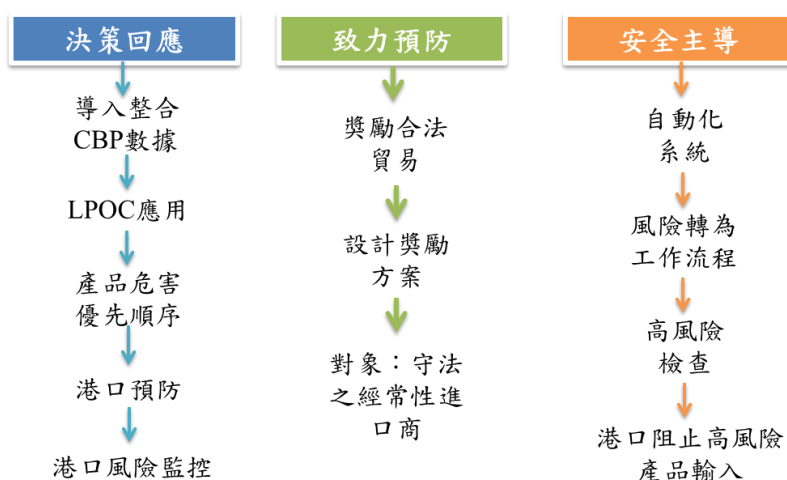 決策回應
導入整合
CBP數據
LPOC應用
產品危害
優先順序
港口預防
港口風險監控
致力預防
獎勵合法
貿易
設計獎勵
方案
對象：守法
之經常性進
口商
安全主導
自動化
系統
風險轉為
工作流程
高風險
檢查
港口阻止高風險
產品輸入